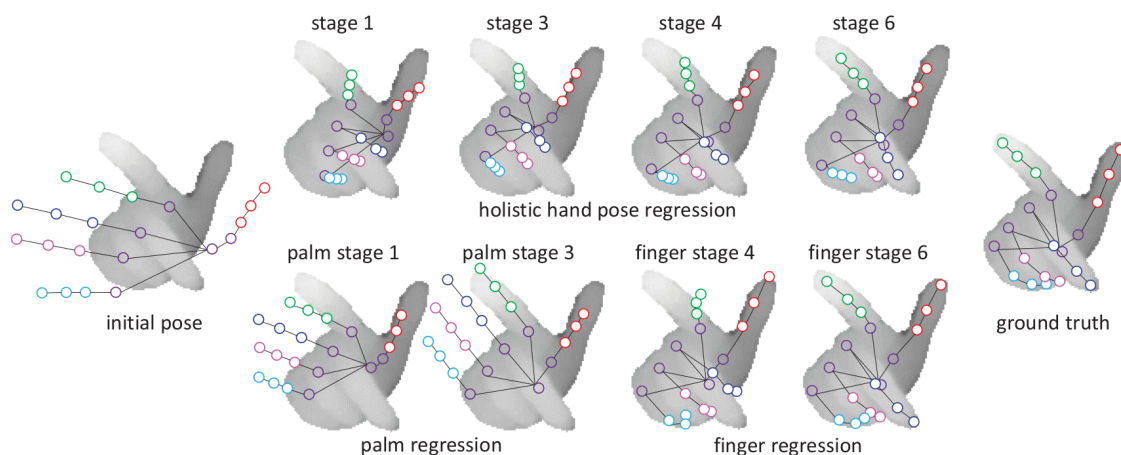 stage 1
stage 3
stage 4
stage 6
holistic hand pose regression
initial pose
palm stage 1
palm stage 3
finger stage 4
finger stage 6
ground truth
palm regression
finger regression